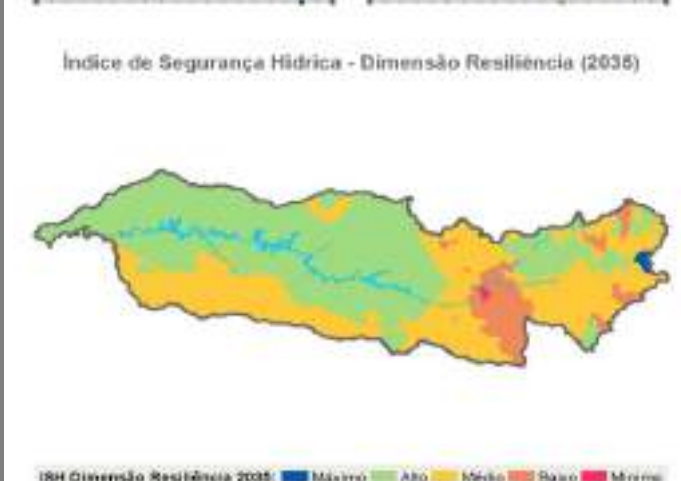 Índice de Segurança Hídrica - Dimensão Resiliência (2035)
ISH Dimensão Resiliência 2035: Máximo Alto Médio Baixo Mínimo